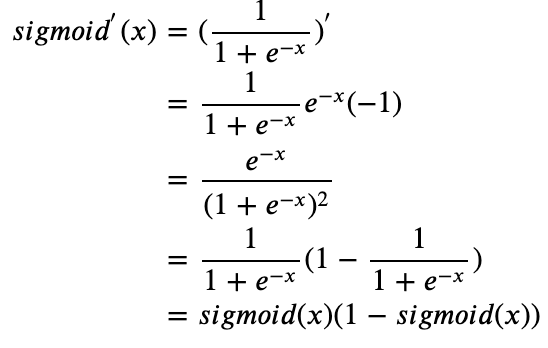 sigmoid′(x) = (1/(1 + e^{−x}))′
= 1/(1 + e^{−x}) e^{−x}(−1)
= e^{−x}/(1 + e^{−x})²
= 1/(1 + e^{−x}) (1 − 1/(1 + e^{−x}))
= sigmoid(x)(1 − sigmoid(x))